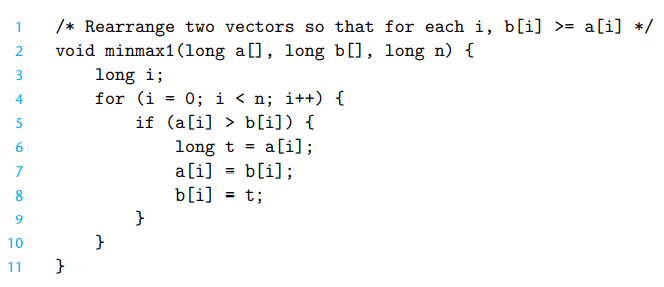 1 /* Rearrange two vectors so that for each i, b[i] >= a[i] */
2 void minmax1(long a[], long b[], long n) {
3     long i;
4     for (i = 0; i < n; i++) {
5         if (a[i] > b[i]) {
6             long t = a[i];
7             a[i] = b[i];
8             b[i] = t;
9         }
10     }
11 }